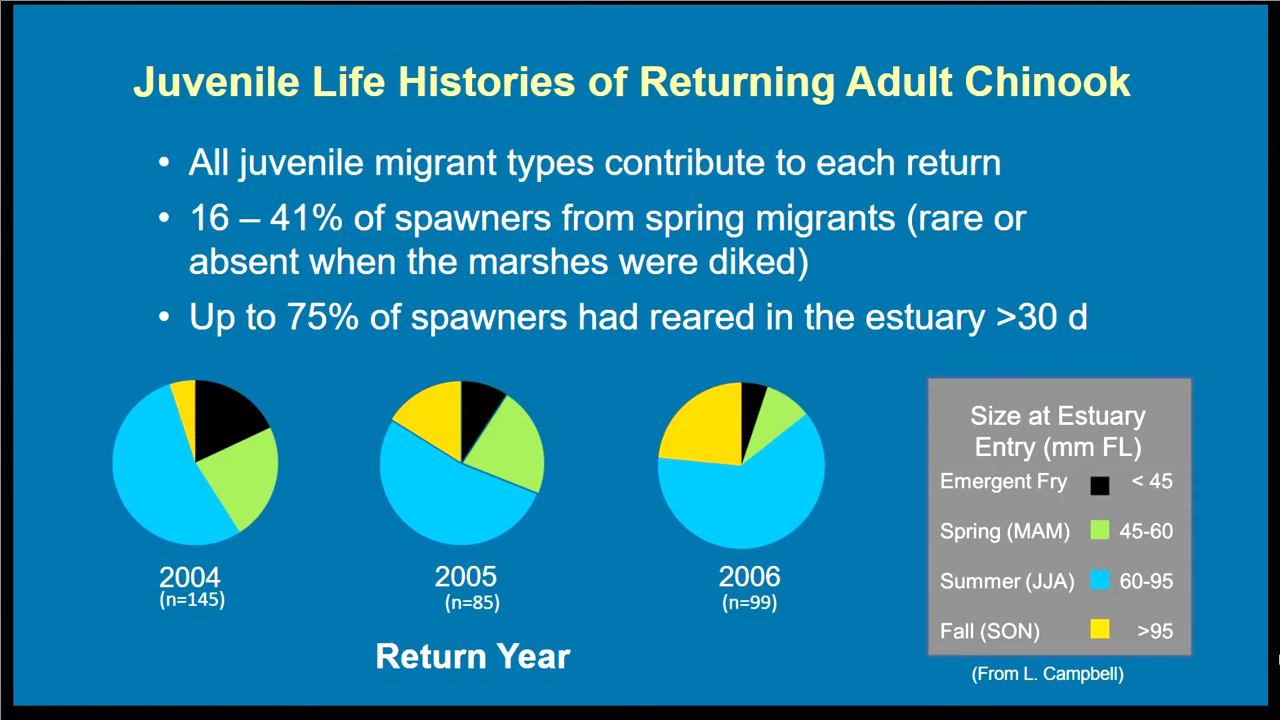 Juvenile Life Histories of Returning Adult Chinook
• All juvenile migrant types contribute to each return
• 16 – 41% of spawners from spring migrants (rare or
absent when the marshes were diked)
• Up to 75% of spawners had reared in the estuary >30 d
2004
(n=145)
2005
(n=85)
2006
(n=99)
Return Year
Size at Estuary
Entry (mm FL)
Emergent Fry < 45
Spring (MAM) 45-60
Summer (JJA) 60-95
Fall (SON) >95
(From L. Campbell)